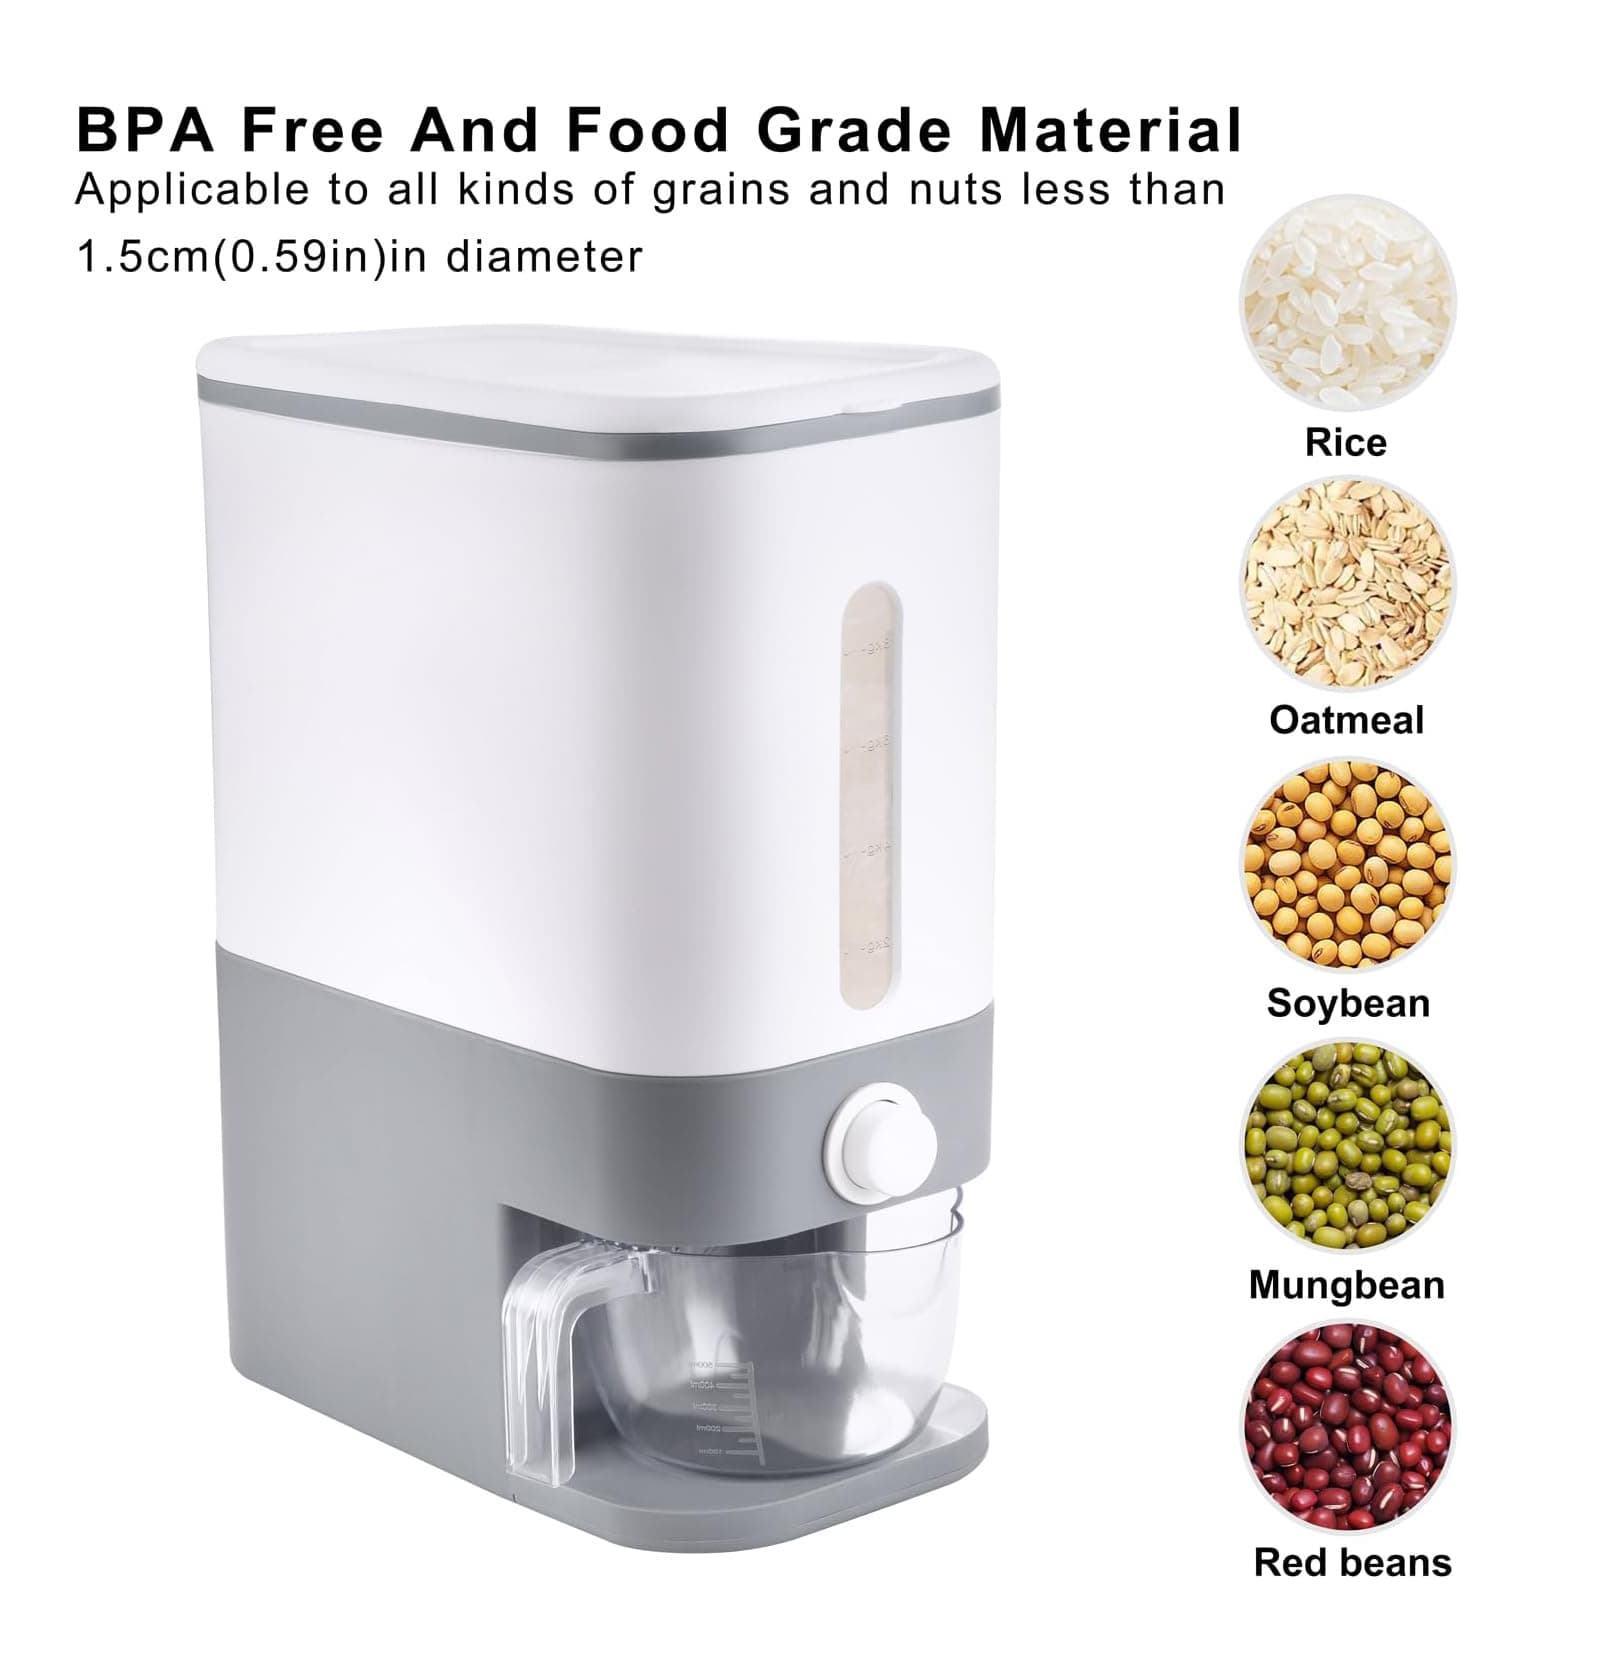 BPA Free And Food Grade Material
Applicable to all kinds of grains and nuts less than
1.5cm(0.59in)in diameter
Rice
Oatmeal
Soybean
Mungbean
Red beans